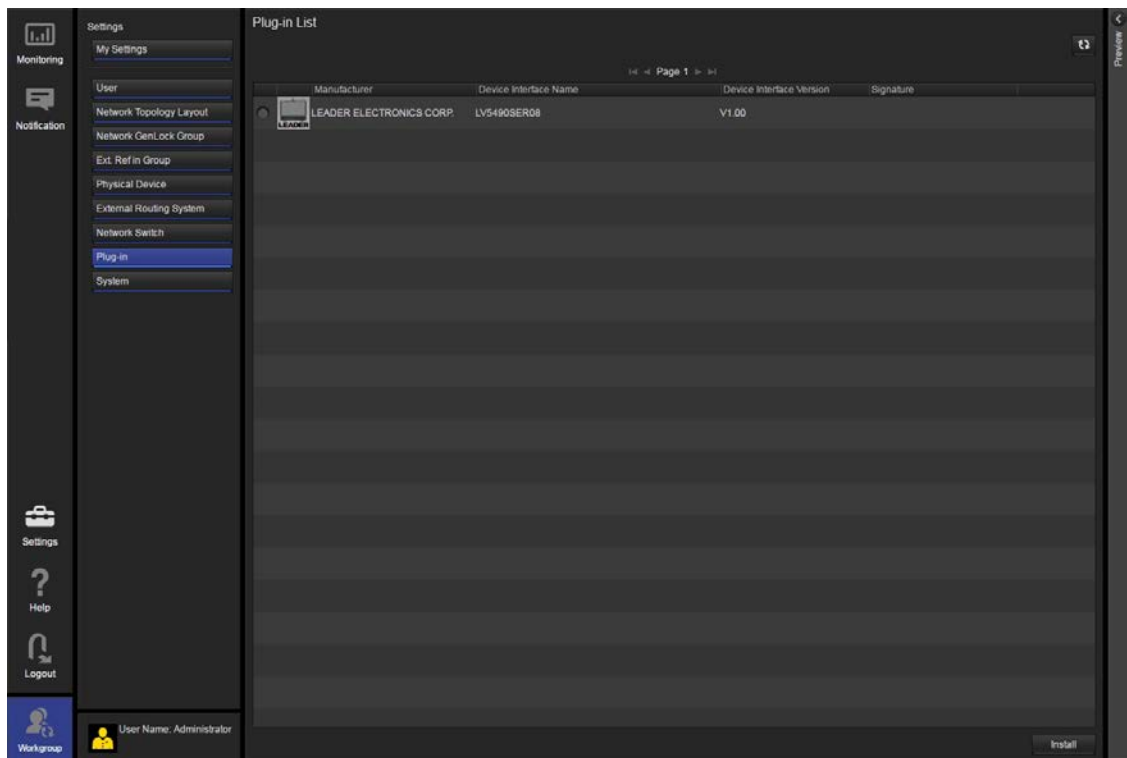 Monitoring
Notification
Settings
Help
Logout
Workgroup
Settings
My Settings
User
Network Topology Layout
Network GenLock Group
Ext. Ref in Group
Physical Device
External Routing System
Network Switch
Plug-in
System
User Name: Administrator
Plug-in List
Page 1
Manufacturer Device Interface Name Device Interface Version Signature
LEADER
LEADER ELECTRONICS CORP. LV5490SER08 V1.00
Install
Preview